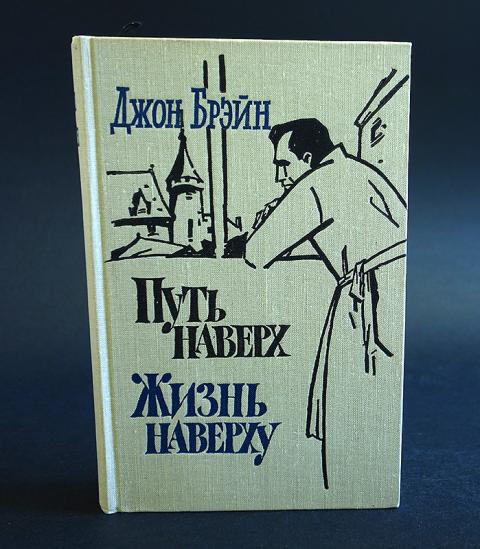 Джон Брэйн
Путь
наверх
Жизнь
наверху